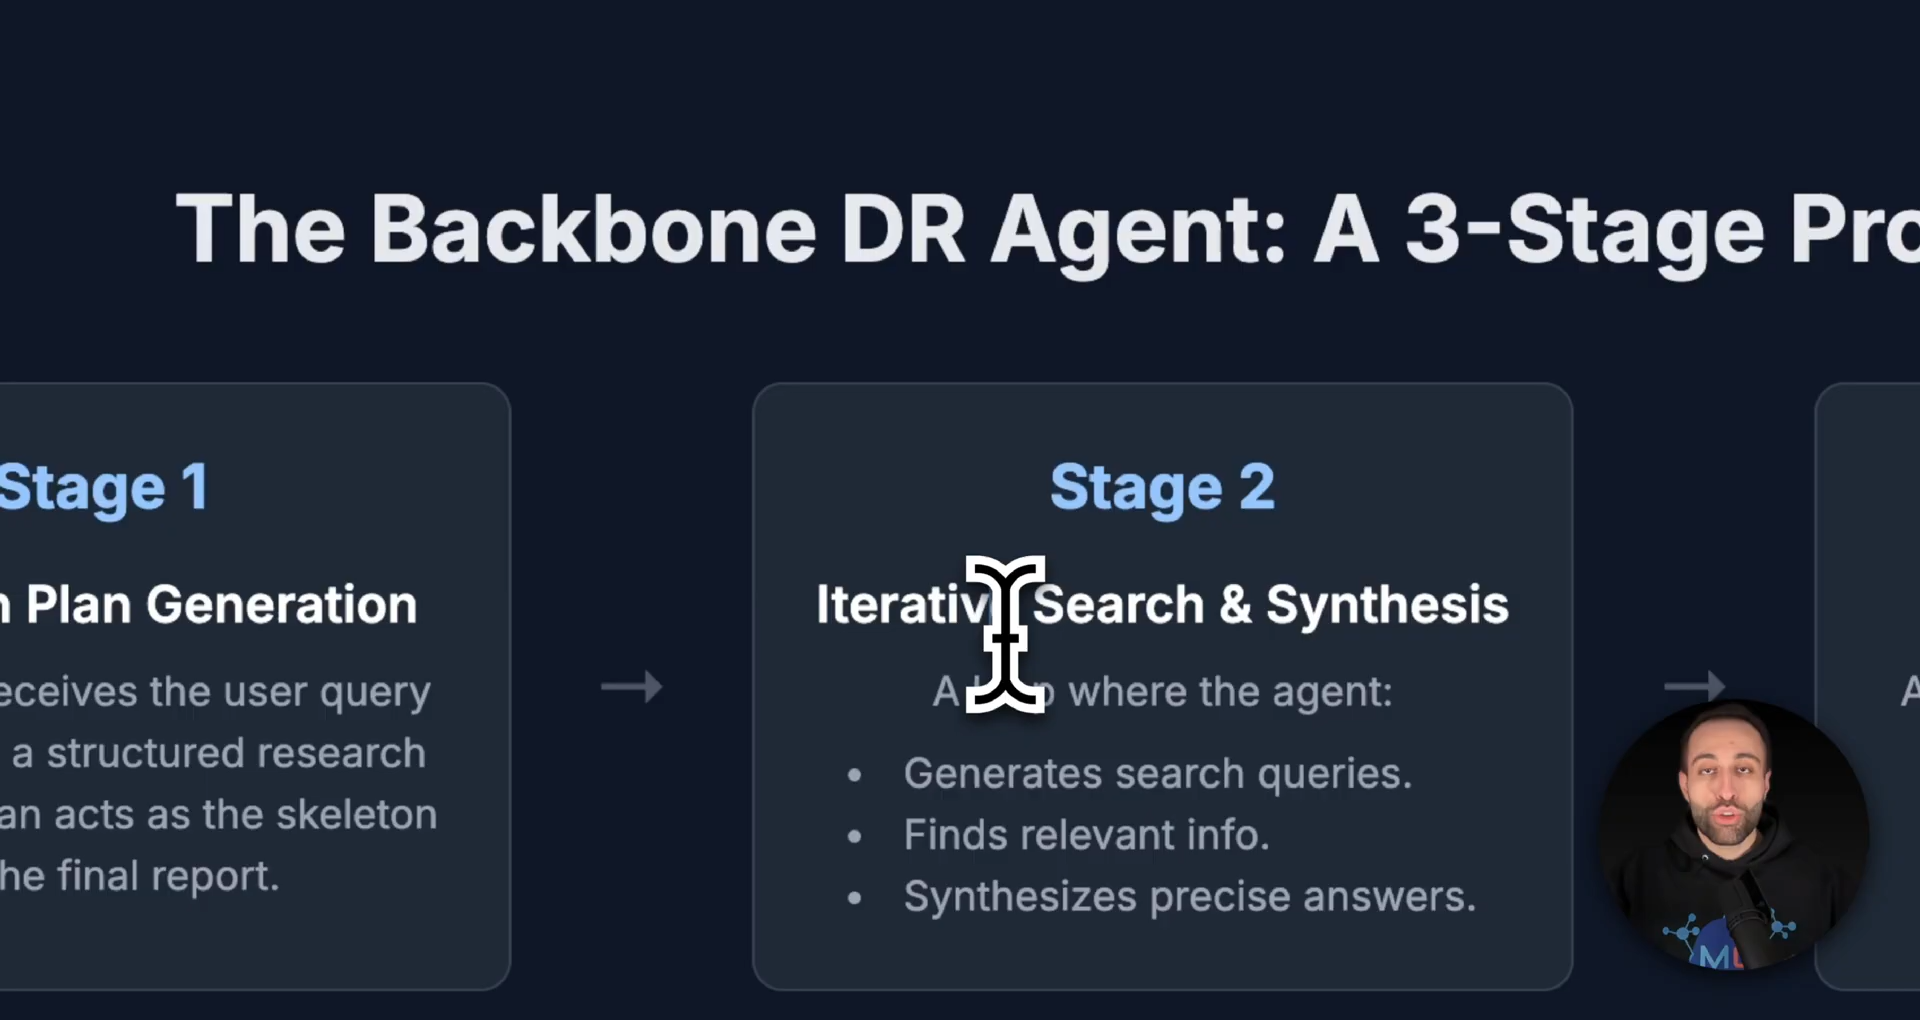 The Backbone DR Agent: A 3-Stage Pro
Stage 1
n Plan Generation
eceives the user query
a structured research
an acts as the skeleton
he final report.
→
Stage 2
Iterativ Search & Synthesis
A where the agent:
• Generates search queries.
• Finds relevant info.
• Synthesizes precise answers.
→
A